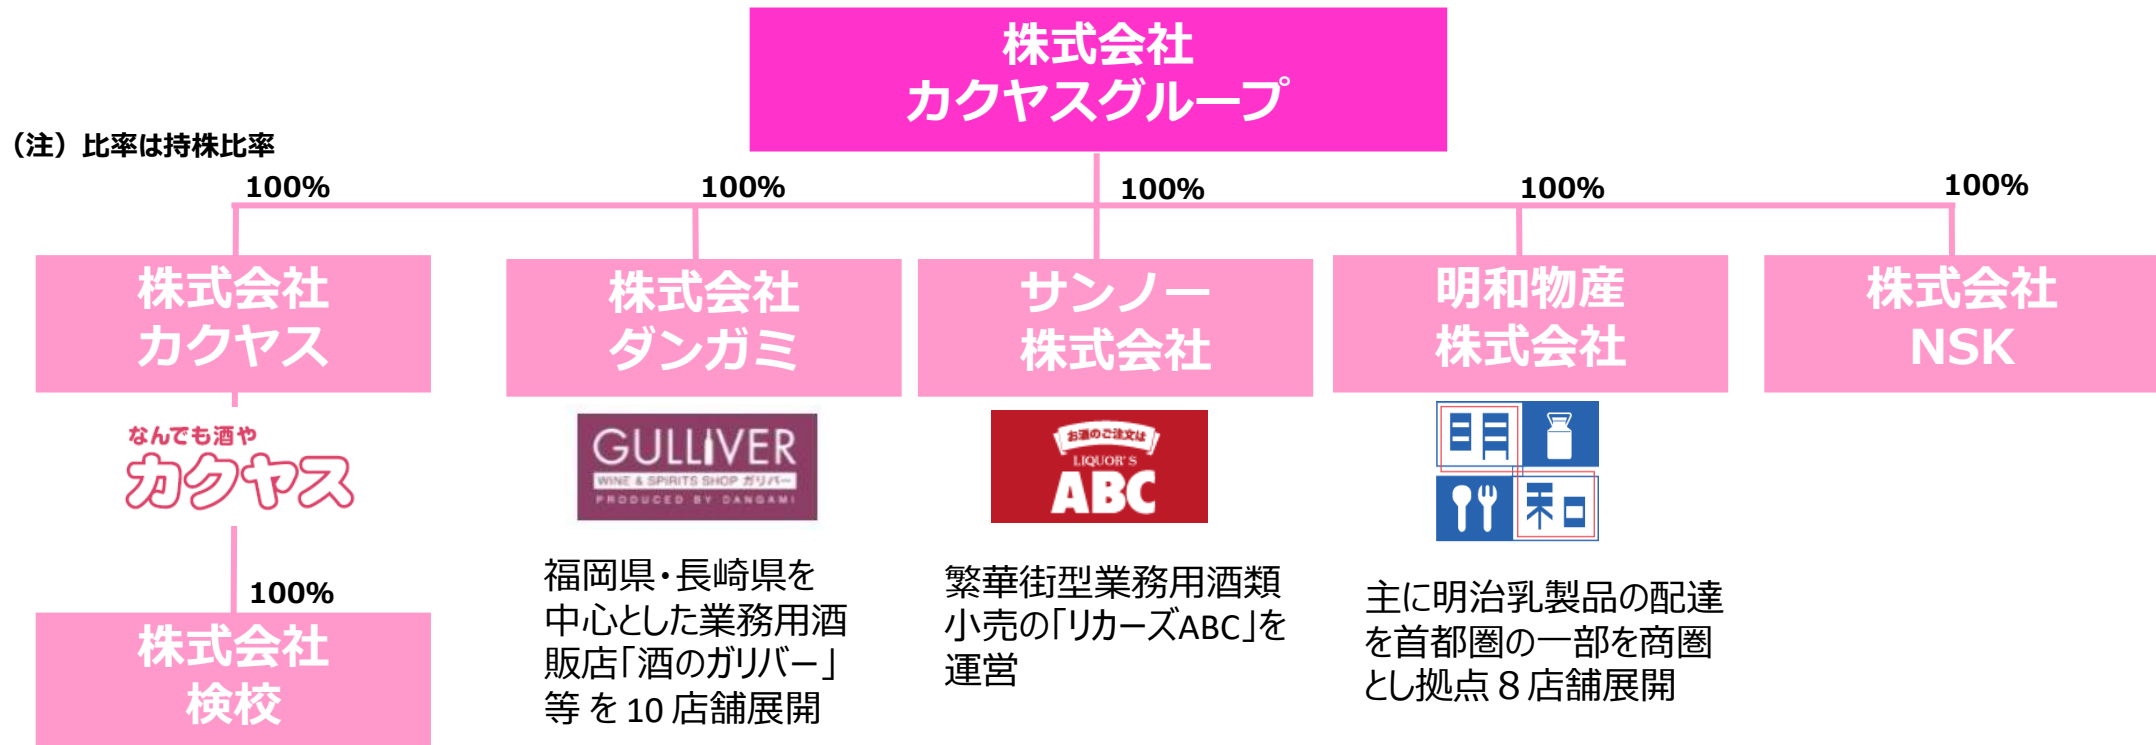 株式会社
カクヤスグループ
（注）比率は持株比率
100%
100%
100%
100%
100%
株式会社
カクヤス
株式会社
ダンガミ
サンノー
株式会社
明和物産
株式会社
株式会社
NSK
なんでも酒や
カクヤス
GULLIVER
WINE & SPIRITS SHOP ガリバー
PRODUCED BY DANGAMI
お酒のご注文は
LIQUOR'S
ABC
明
和
100%
株式会社
検校
福岡県・長崎県を
中心とした業務用酒
販店「酒のガリバー」
等 を 10 店舗展開
繁華街型業務用酒類
小売の「リカーズABC」を
運営
主に明治乳製品の配達
を首都圏の一部を商圏
とし拠点８店舗展開